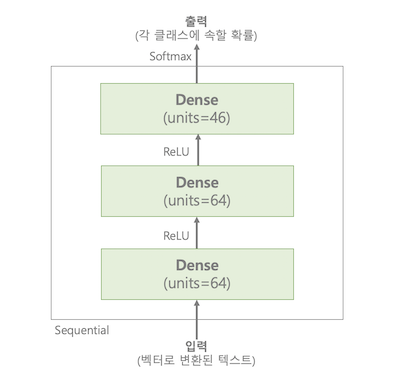 출력
(각 클래스에 속할 확률)
Softmax
Dense
(units=46)
ReLU
Dense
(units=64)
ReLU
Dense
(units=64)
Sequential
입력
(벡터로 변환된 텍스트)